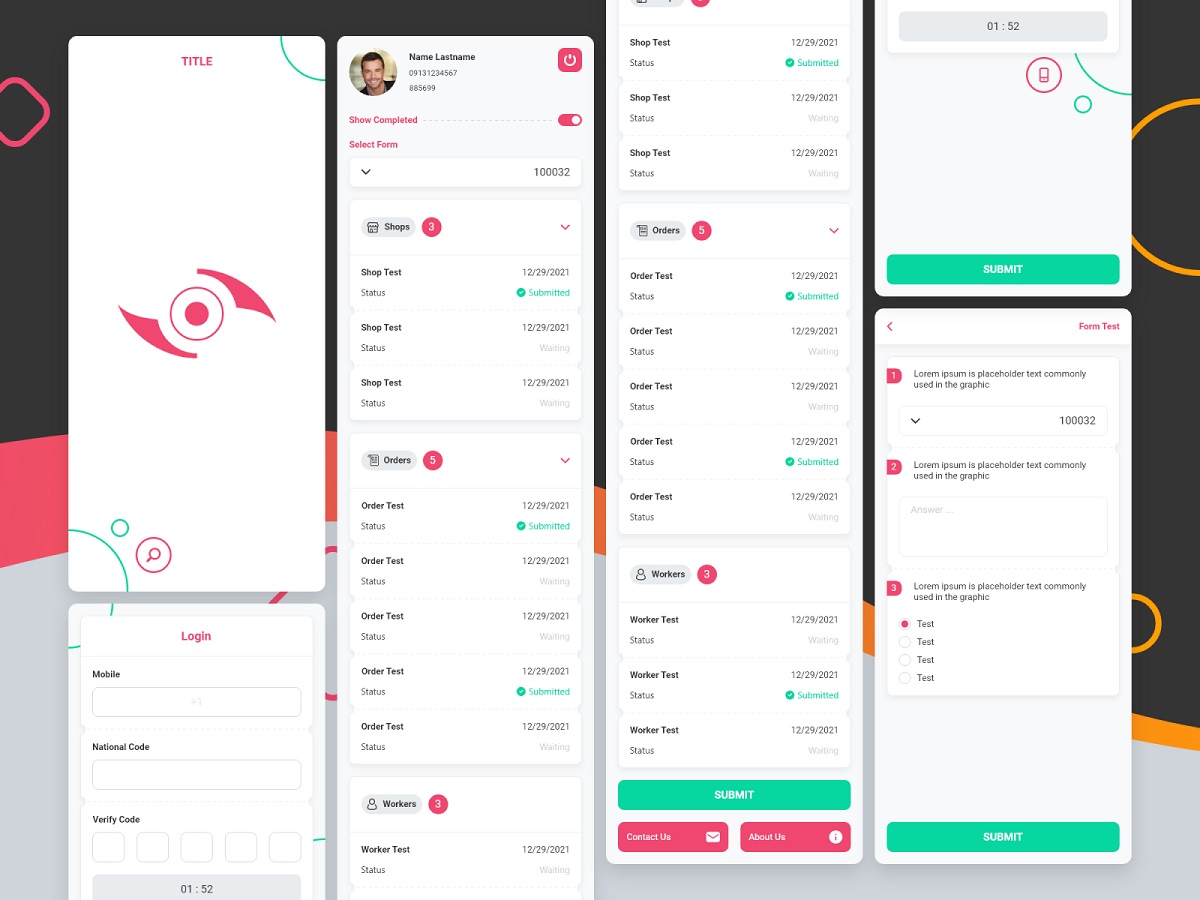 TITLE
Login
Mobile
+1
National Code
Verify Code
01 : 52
Name Lastname
09131234567
885699
Show Completed
Select Form
100032
Shops 3
Shop Test 12/29/2021
Status Submitted
Shop Test 12/29/2021
Status Waiting
Shop Test 12/29/2021
Status Waiting
Orders 5
Order Test 12/29/2021
Status Submitted
Order Test 12/29/2021
Status Waiting
Order Test 12/29/2021
Status Waiting
Order Test 12/29/2021
Status Submitted
Order Test 12/29/2021
Status Waiting
Workers 3
Worker Test 12/29/2021
Status Waiting
Shop Test 12/29/2021
Status Submitted
Shop Test 12/29/2021
Status Waiting
Shop Test 12/29/2021
Status Waiting
Orders 5
Order Test 12/29/2021
Status Submitted
Order Test 12/29/2021
Status Waiting
Order Test 12/29/2021
Status Waiting
Order Test 12/29/2021
Status Submitted
Order Test 12/29/2021
Status Waiting
Workers 3
Worker Test 12/29/2021
Status Waiting
Worker Test 12/29/2021
Status Submitted
Worker Test 12/29/2021
Status Waiting
SUBMIT
Contact Us
About Us
01 : 52
SUBMIT
Form Test
1 Lorem ipsum is placeholder text commonly
used in the graphic
100032
2 Lorem ipsum is placeholder text commonly
used in the graphic
Answer ...
3 Lorem ipsum is placeholder text commonly
used in the graphic
Test
Test
Test
Test
SUBMIT